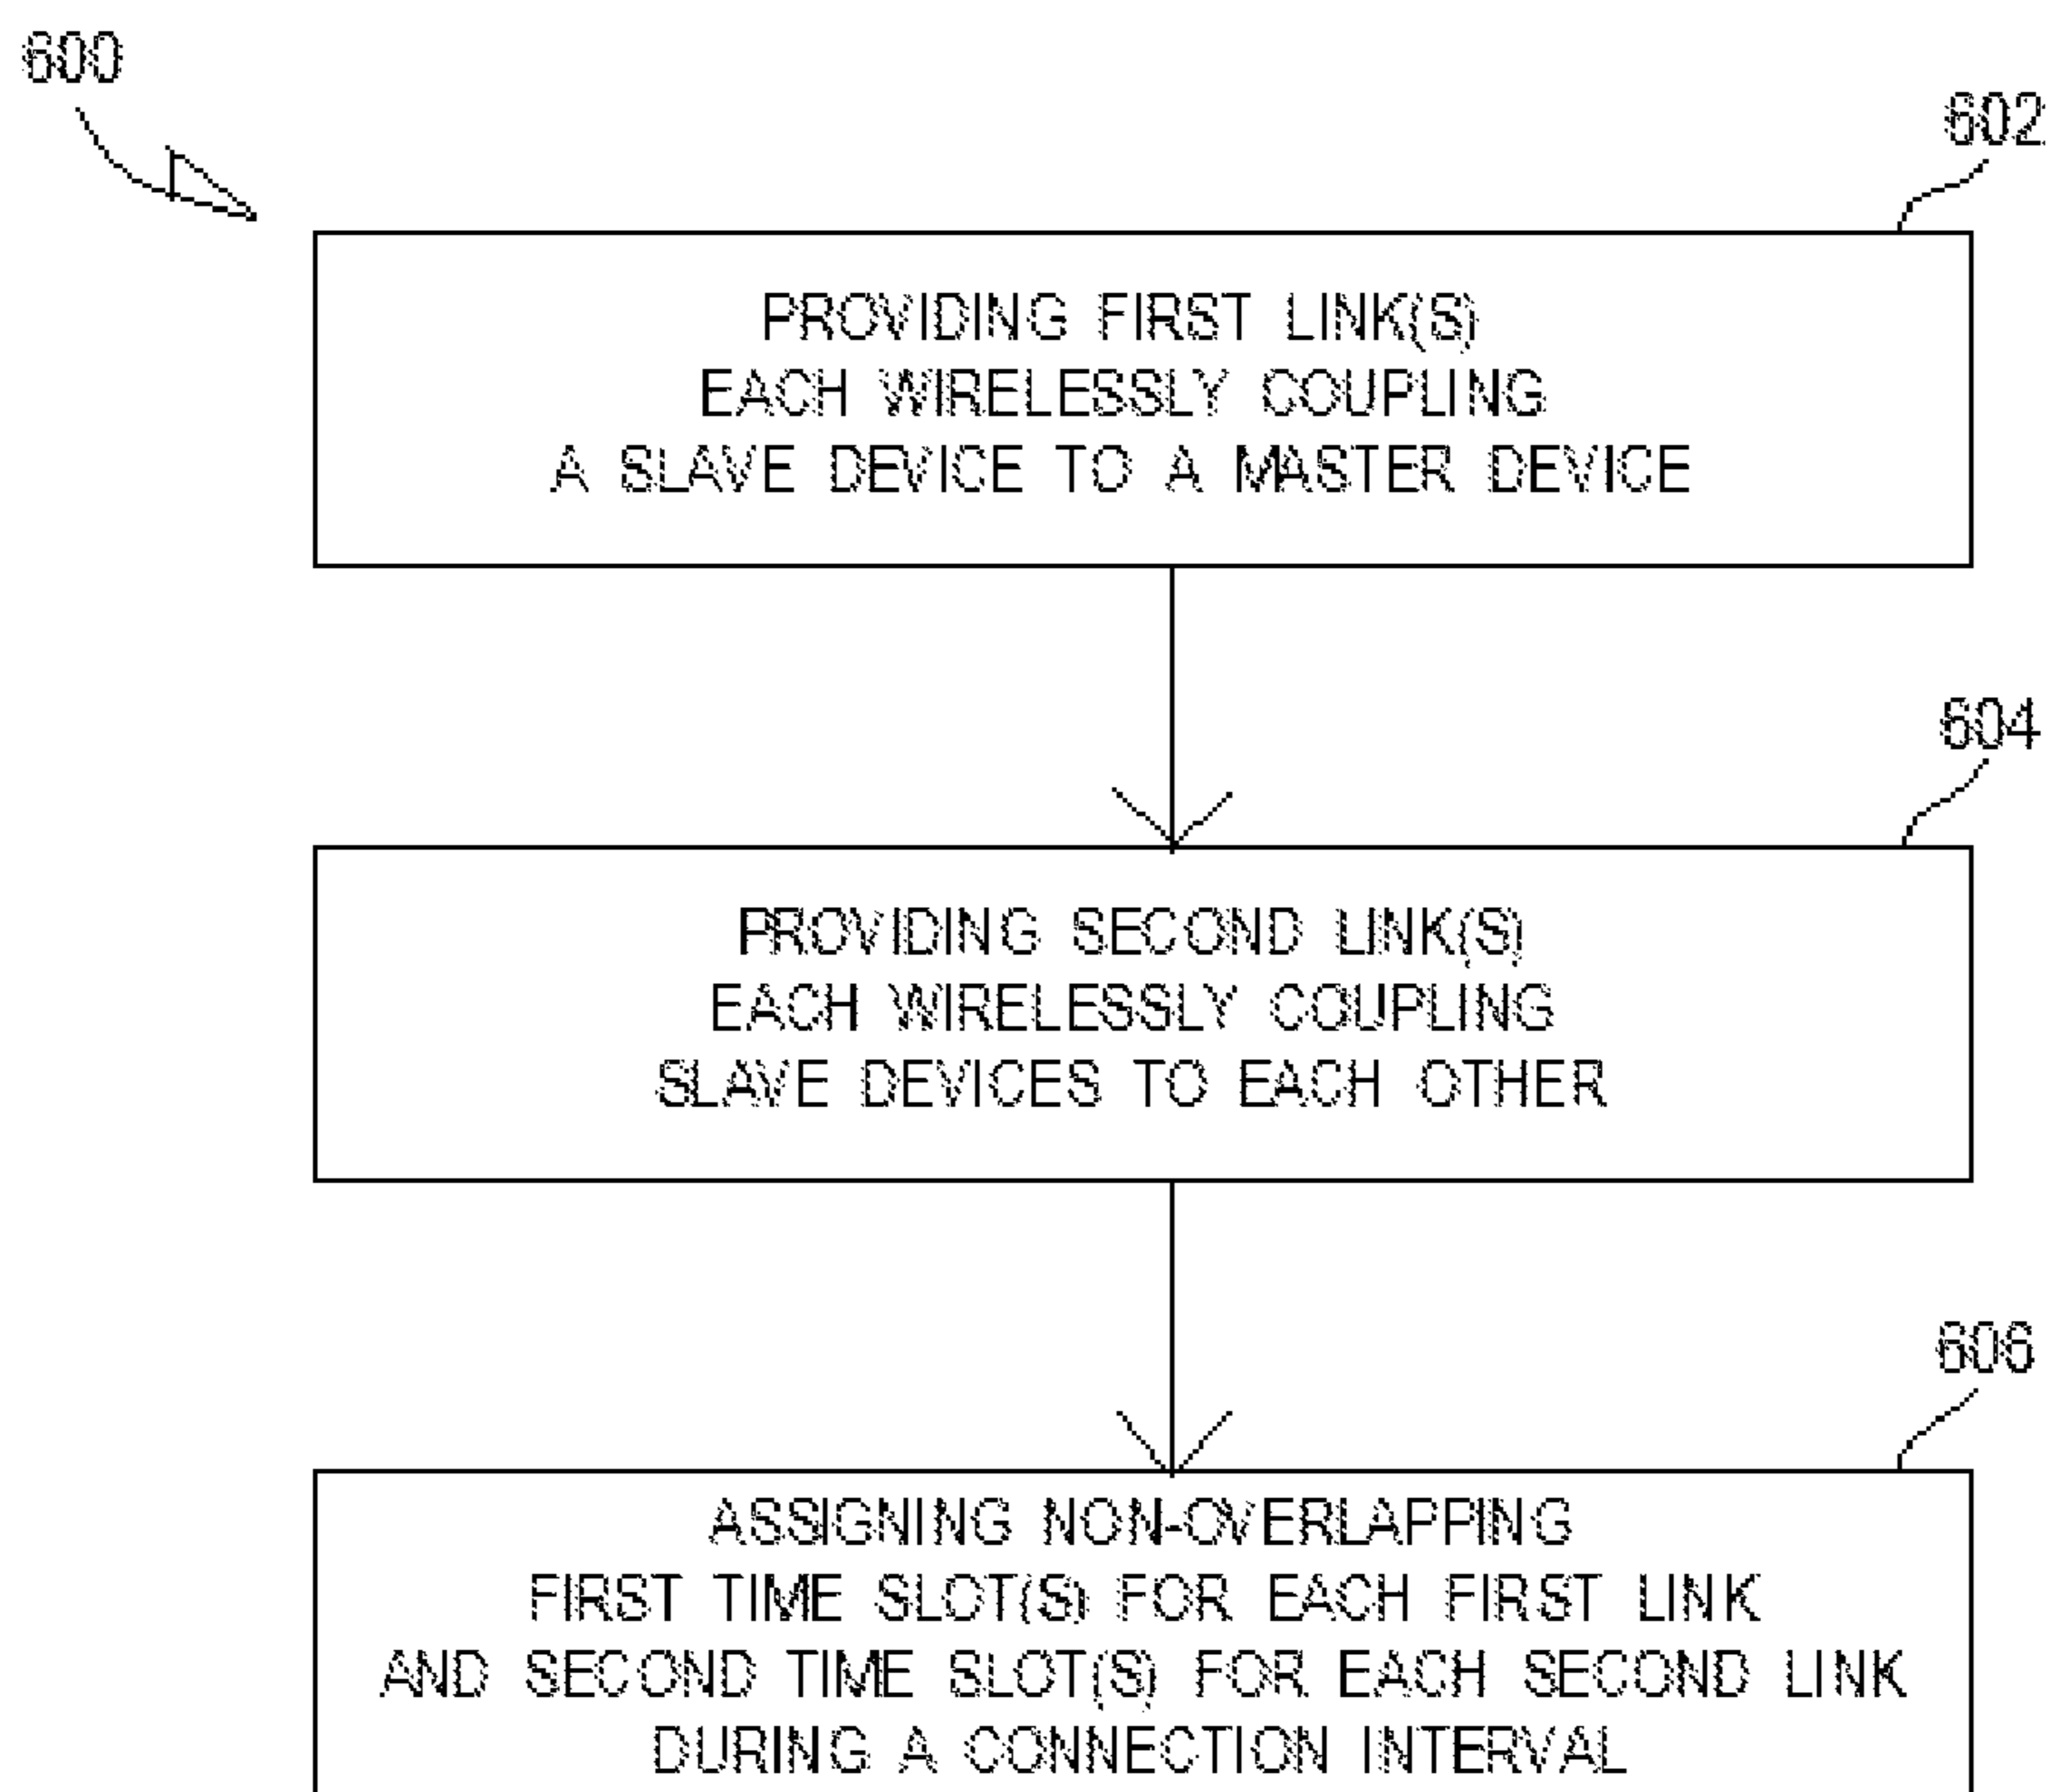 600
602
PROVIDING FIRST LINK(S)
EACH WIRELESSLY COUPLING
A SLAVE DEVICE TO A MASTER DEVICE
604
PROVIDING SECOND LINK(S)
EACH WIRELESSLY COUPLING
SLAVE DEVICES TO EACH OTHER
606
ASSIGNING NON-OVERLAPPING
FIRST TIME SLOT(S) FOR EACH FIRST LINK
AND SECOND TIME SLOT(S) FOR EACH SECOND LINK
DURING A CONNECTION INTERVAL